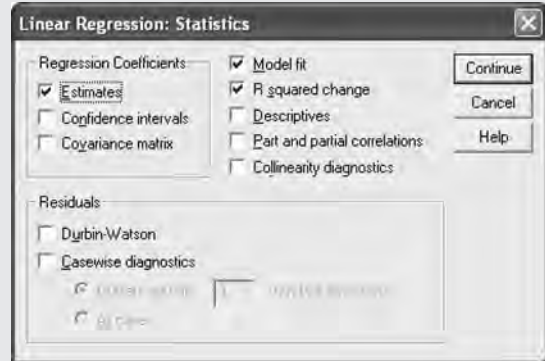 Linear Regression: Statistics
Regression Coefficients
Estimates
Confidence intervals
Covariance matrix
Model fit
R squared change
Descriptives
Part and partial correlations
Collinearity diagnostics
Continue
Cancel
Help
Residuals
Durbin-Watson
Casewise diagnostics